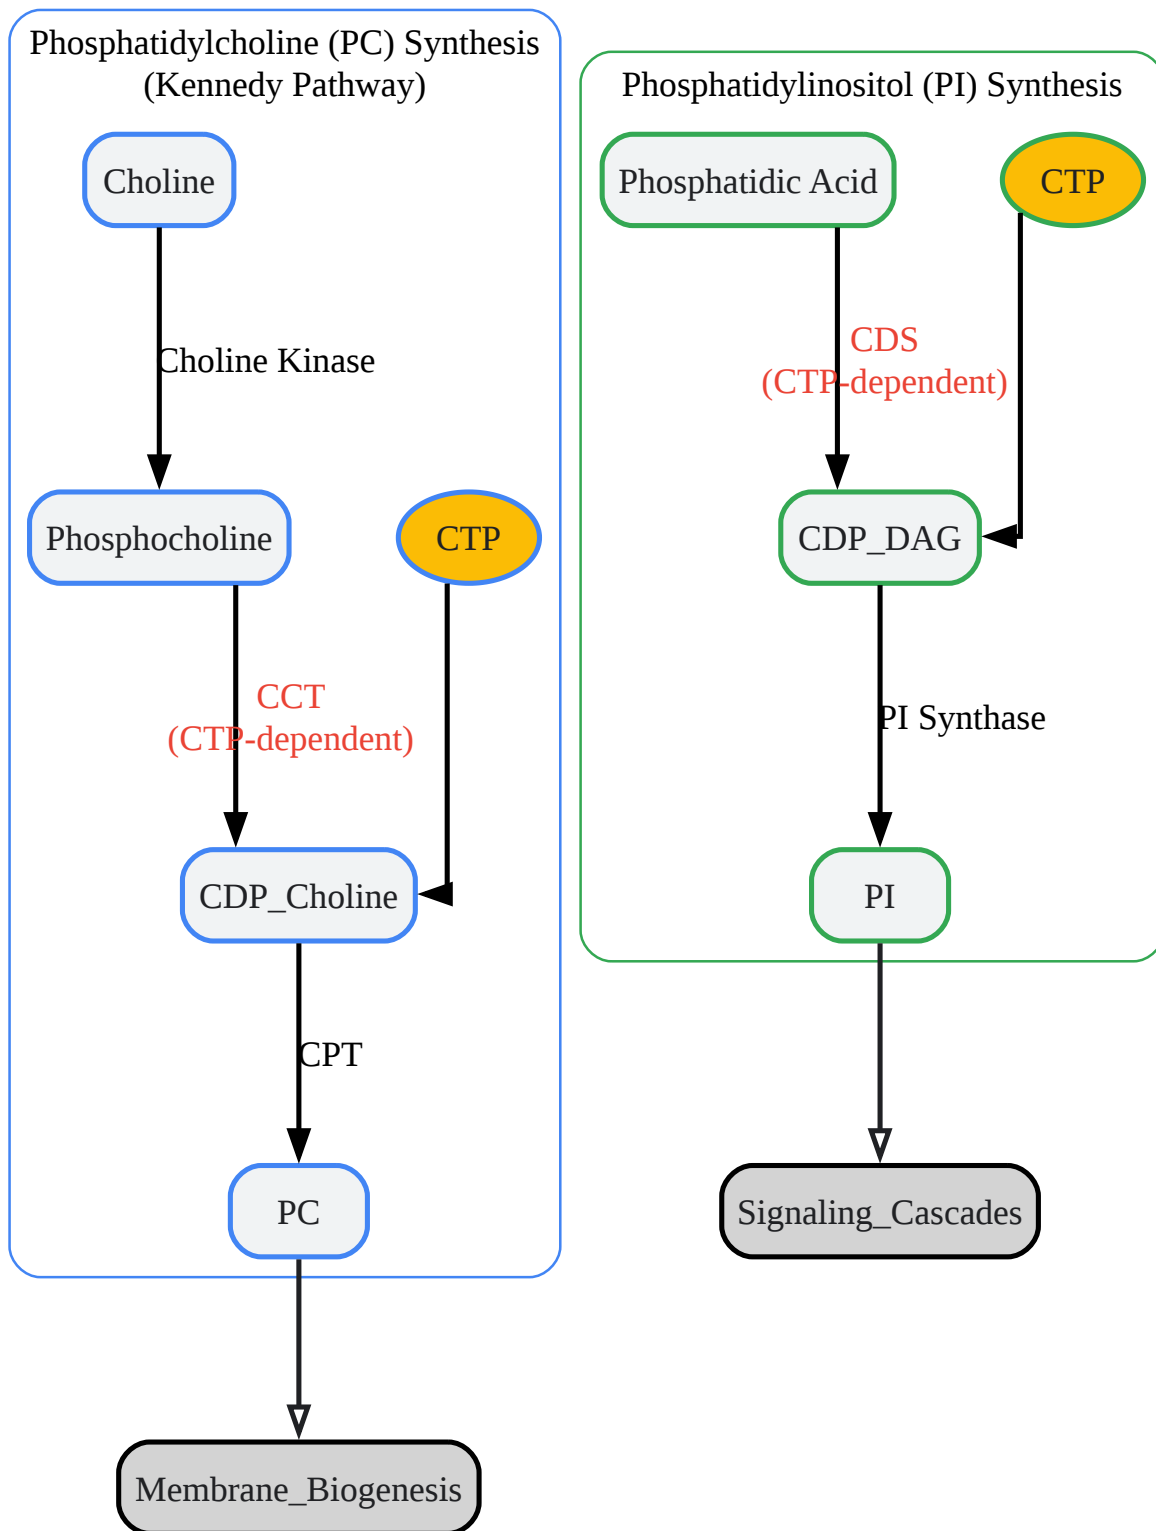 Phosphatidylcholine (PC) Synthesis
(Kennedy Pathway)
Choline
Choline Kinase
Phosphocholine
CTP
CCT
(CTP-dependent)
CDP_Choline
CPT
PC
Membrane_Biogenesis
Phosphatidylinositol (PI) Synthesis
Phosphatidic Acid
CTP
CDS
(CTP-dependent)
CDP_DAG
PI Synthase
PI
Signaling_Cascades